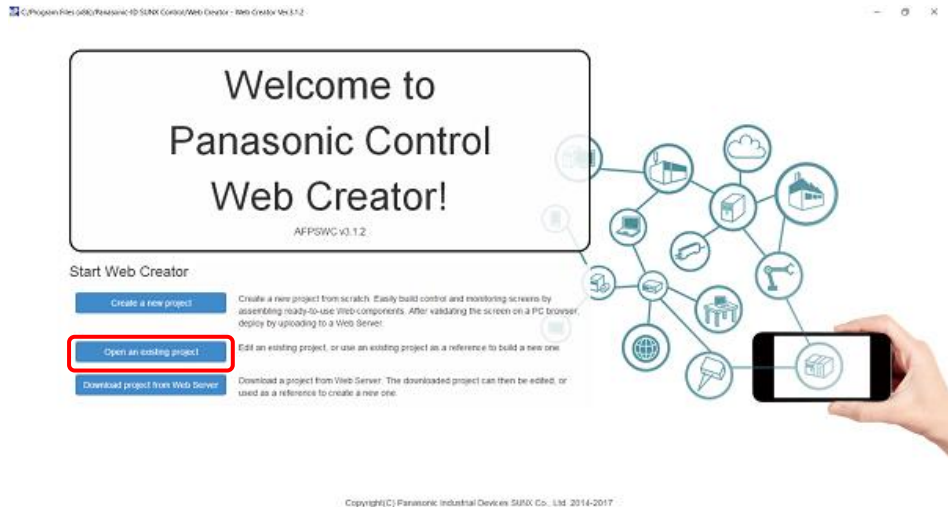 C:/Program Files (x86)/Panasonic-ID SUNX Control/Web Creator - Web Creator Ver.3.1.2
Welcome to
Panasonic Control
Web Creator!
AFPSWC v3.1.2
Start Web Creator
Create a new project
Create a new project from scratch. Easily build control and monitoring screens by
assembling ready-to-use Web components. After validating the screen on a PC browser,
deploy by uploading to a Web Server.
Open an existing project
Edit an existing project, or use an existing project as a reference to build a new one
Download project from Web Server
Download a project from Web Server. The downloaded project can then be edited, or
used as a reference to create a new one.
Copyright(C) Panasonic Industrial Devices SUNX Co., Ltd. 2014-2017